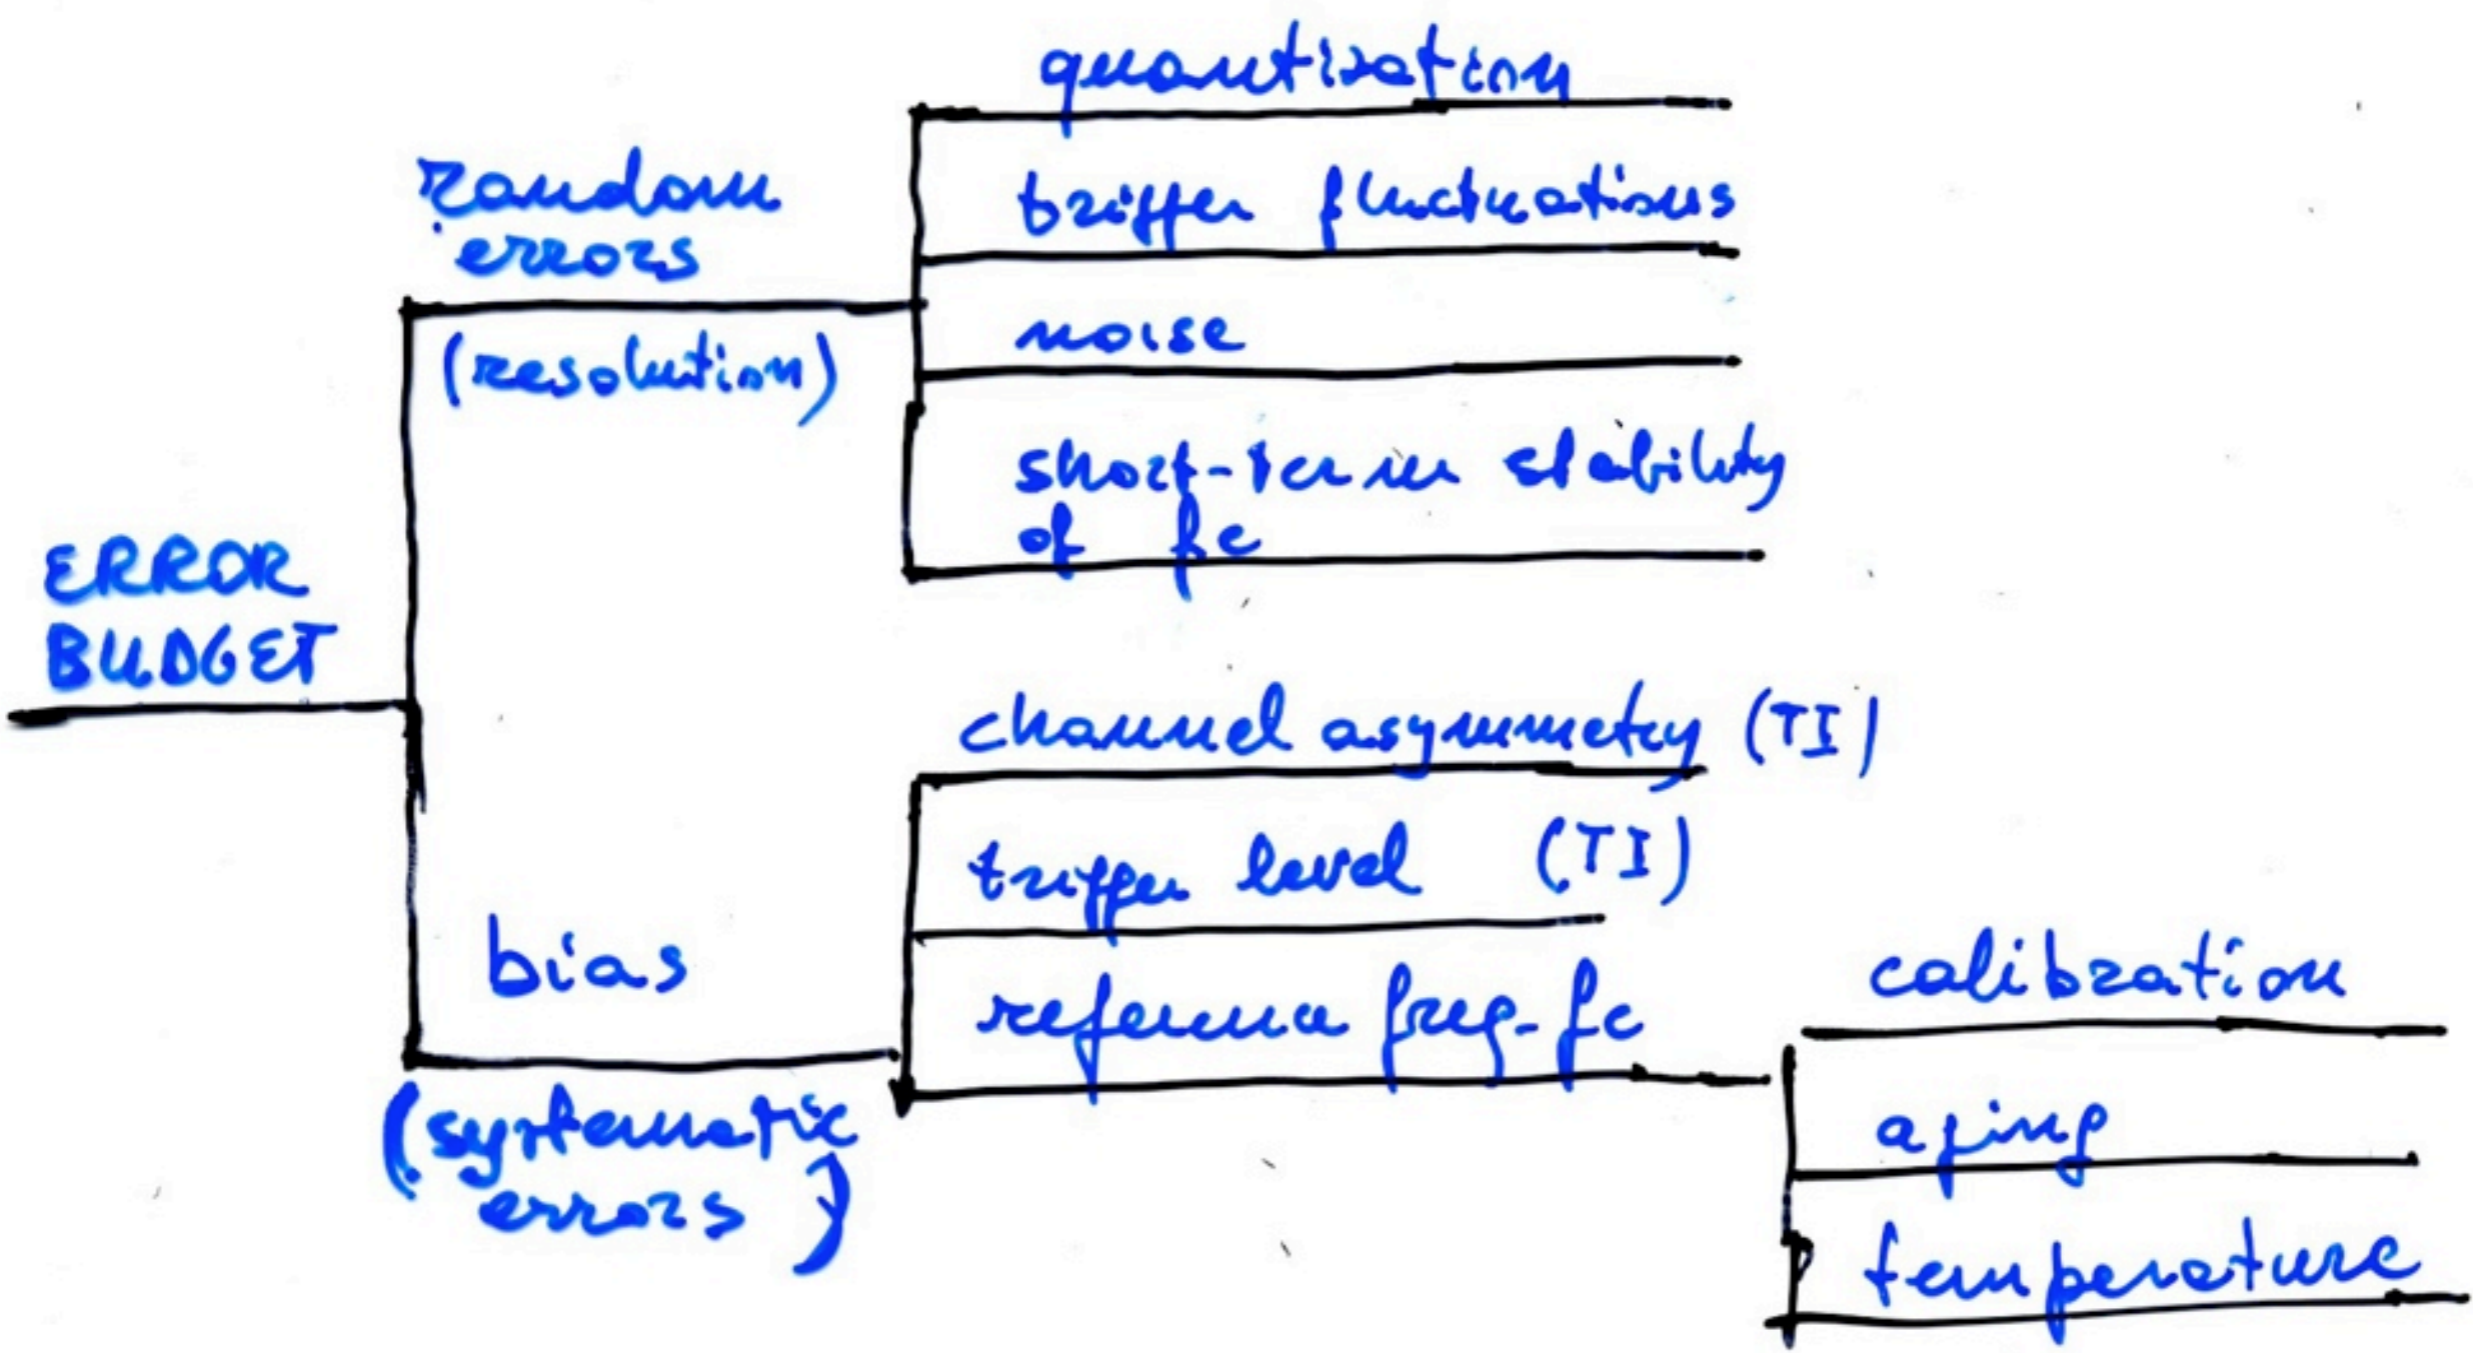 quantization
random
errors
trigger fluctuations
(resolution)
noise
short-term stability
of fc
ERROR
BUDGET
channel asymmetry (TI)
trigger level (TI)
bias
(systematic
errors)
reference freq. fc
calibration
aging
temperature